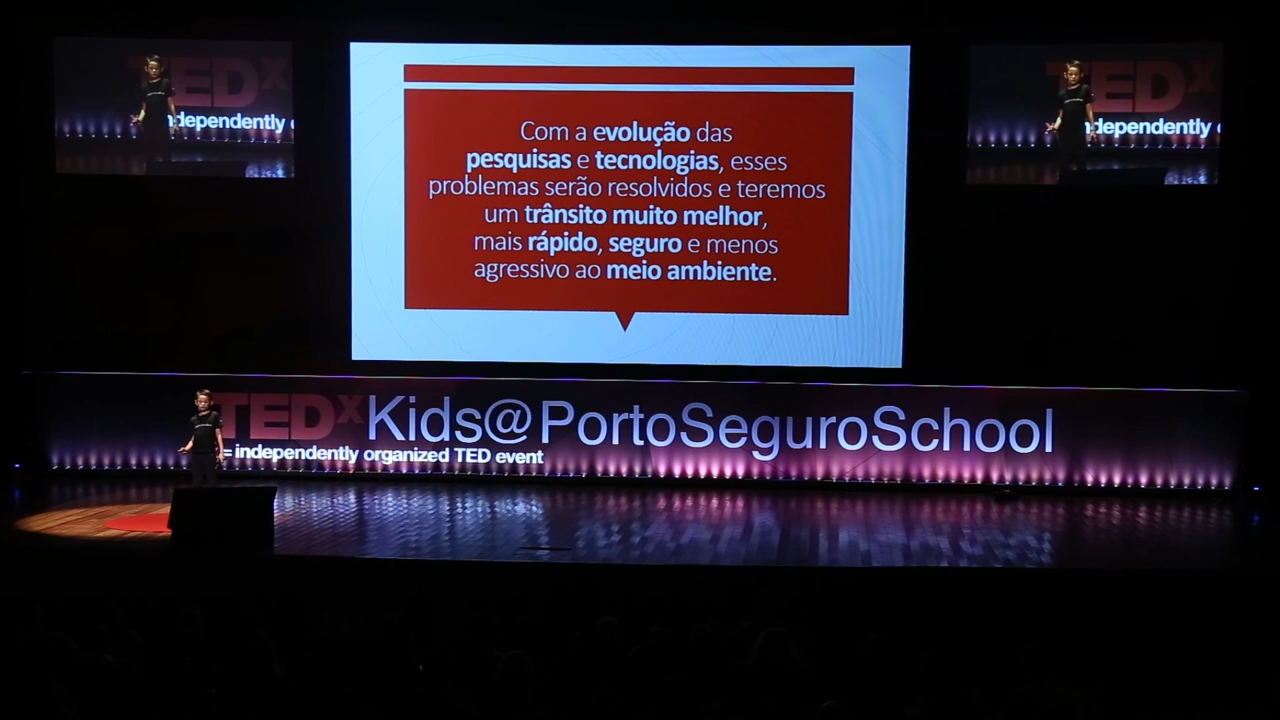 TEDx
independently
Com a evolução das
pesquisas e tecnologias, esses
problemas serão resolvidos e teremos
um trânsito muito melhor,
mais rápido, seguro e menos
agressivo ao meio ambiente.
TEDx
independently
TEDxKids@PortoSeguroSchool
= independently organized TED event